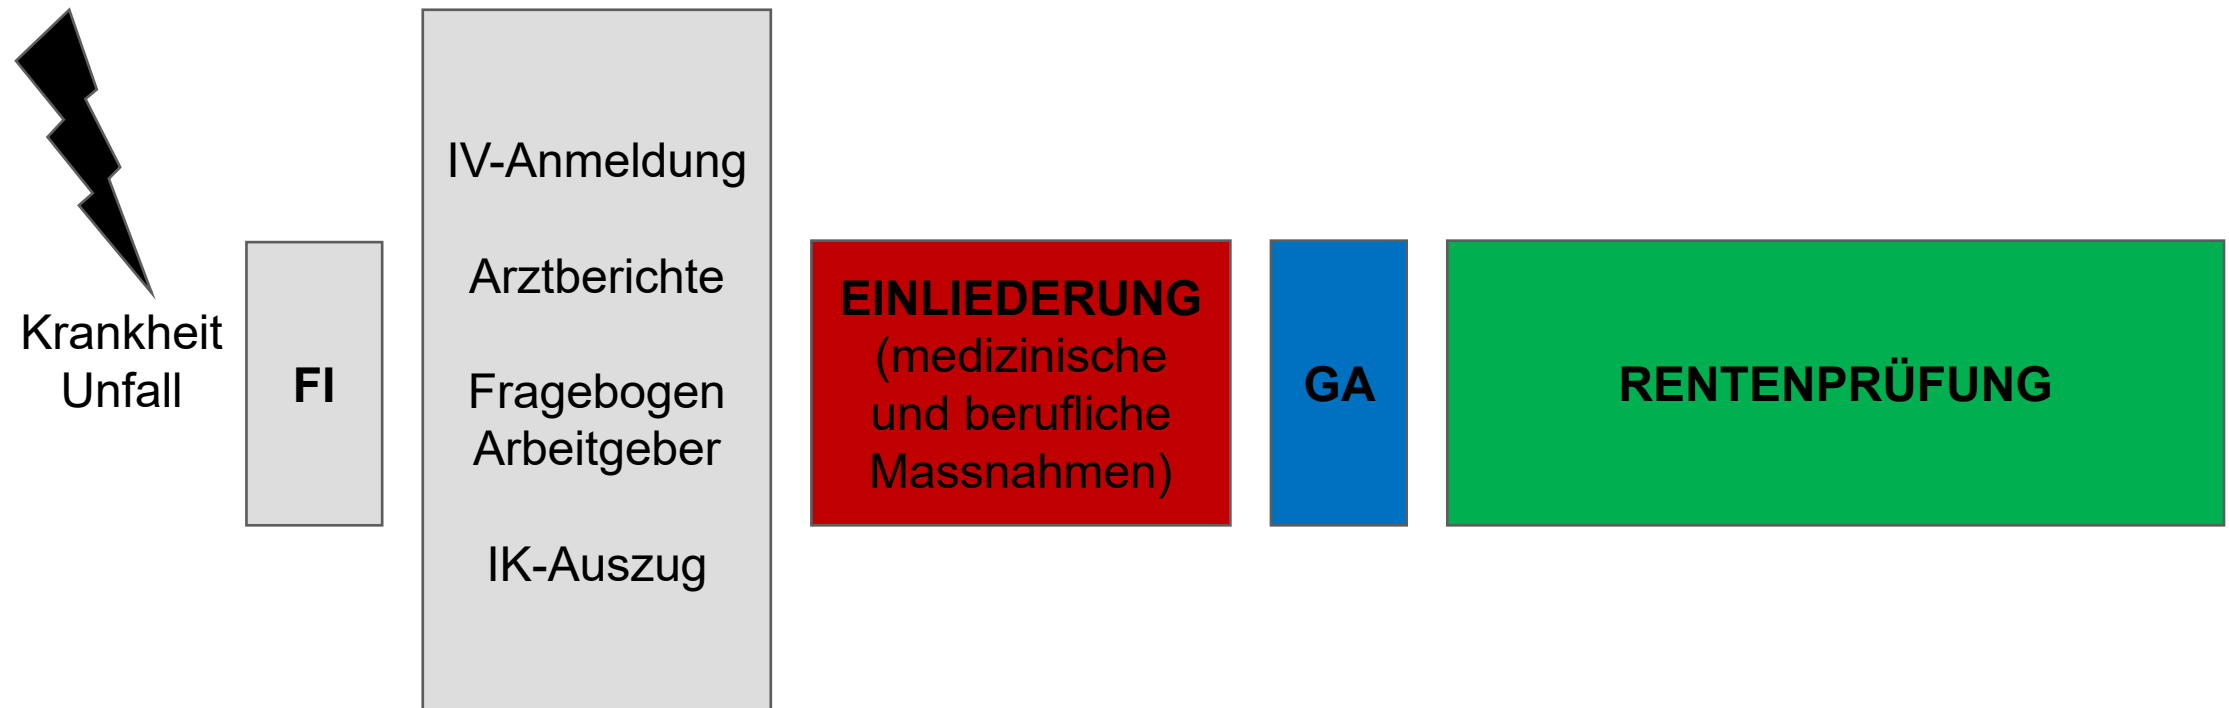 Krankheit
Unfall
FI
IV-Anmeldung
Arztberichte
Fragebogen
Arbeitgeber
IK-Auszug
EINLIEDERUNG
(medizinische
und berufliche
Massnahmen)
GA
RENTENPRÜFUNG